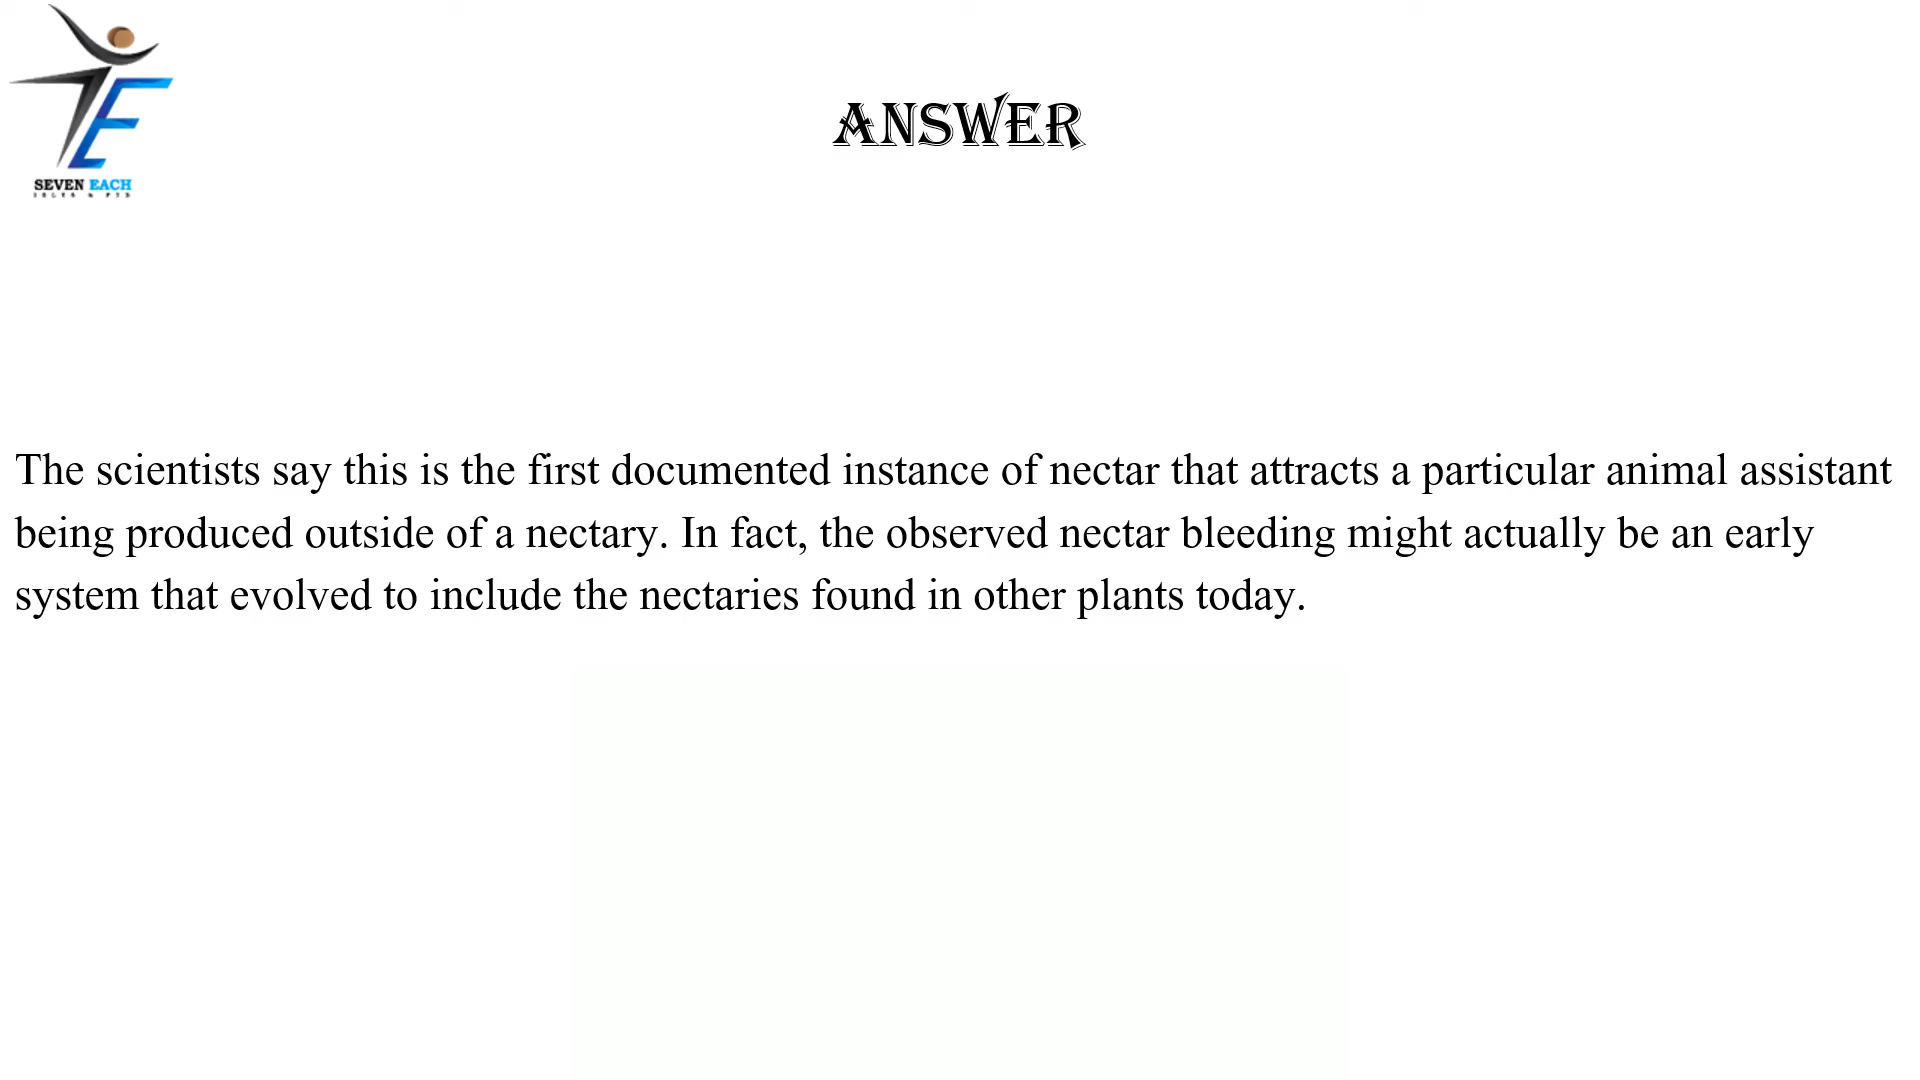 SEVEN EACH
IELTS & PTE
ANSWER
The scientists say this is the first documented instance of nectar that attracts a particular animal assistant
being produced outside of a nectary. In fact, the observed nectar bleeding might actually be an early
system that evolved to include the nectaries found in other plants today.